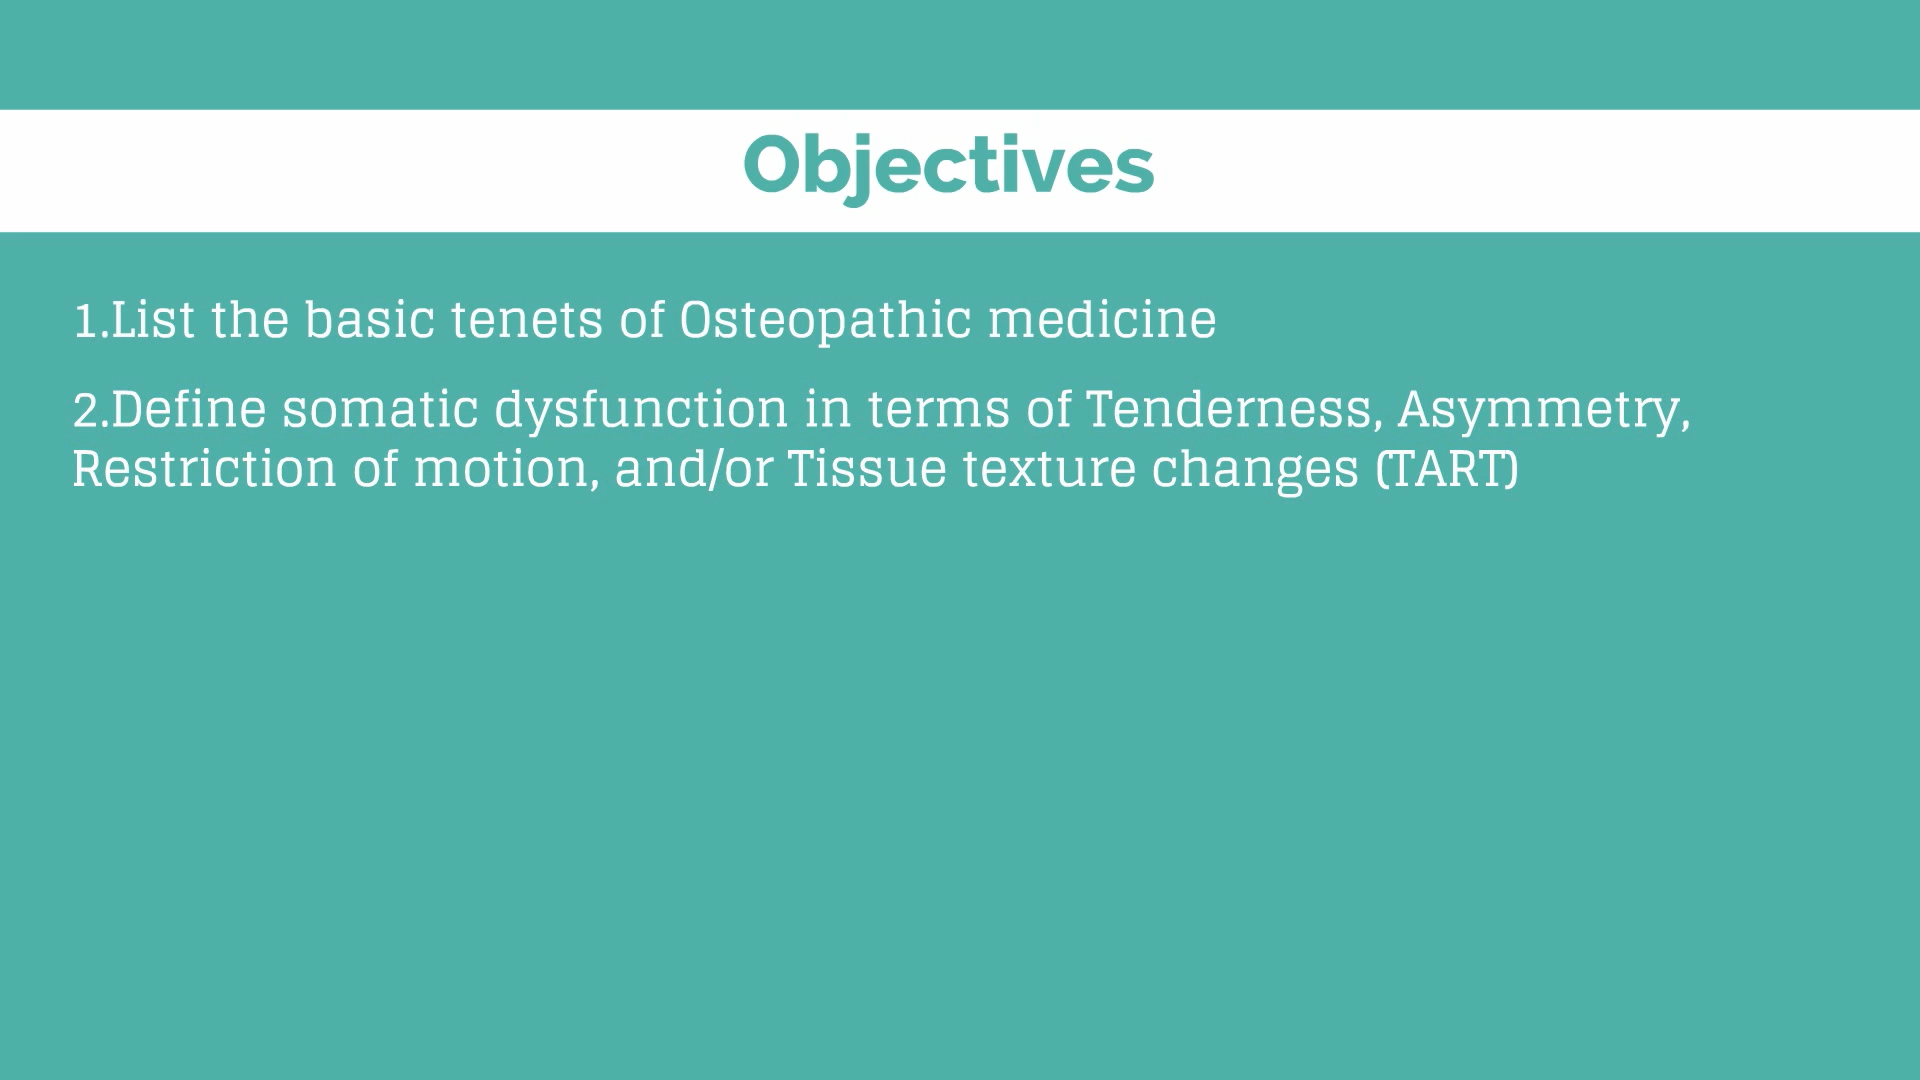 Objectives
1.List the basic tenets of Osteopathic medicine
2.Define somatic dysfunction in terms of Tenderness, Asymmetry,
Restriction of motion, and/or Tissue texture changes (TART)